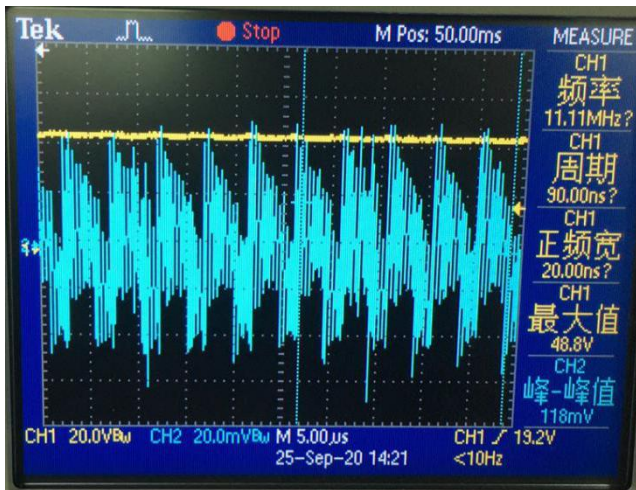 Tek Stop M Pos: 50.00ms MEASURE
CH1
频率
11.11MHz?
CH1
周期
90.00ns?
CH1
正频宽
20.00ns?
CH1
最大值
48.8V
CH2
峰-峰值
118mV
CH1 20.0VBw CH2 20.0mVBw M 5.00µs CH1 19.2V
25-Sep-20 14:21 <10Hz